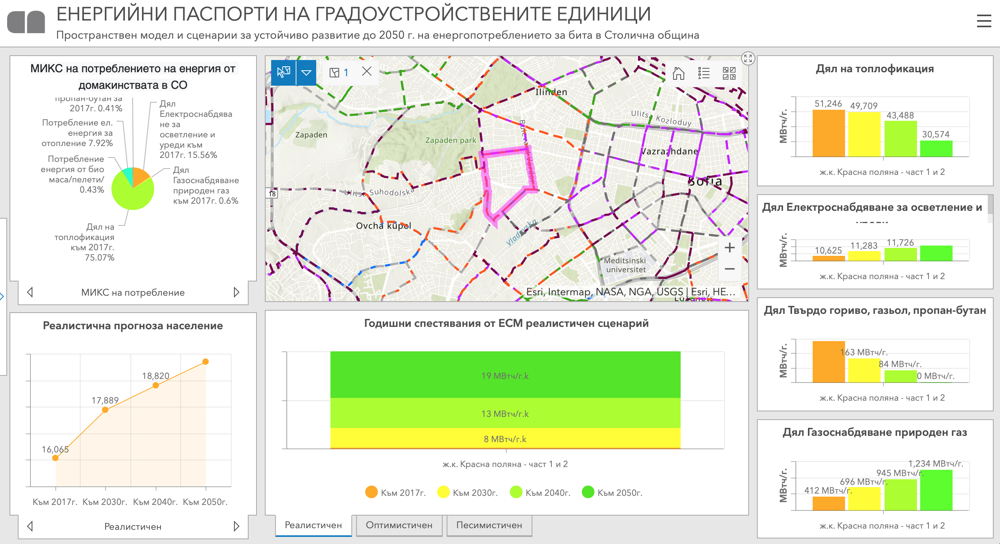 ЕНЕРГИЙНИ ПАСПОРТИ НА ГРАДОУСТРОЙСТВЕНИТЕ ЕДИНИЦИ
Пространствен модел и сценарии за устойчиво развитие до 2050 г. на енергопотреблението за бита в Столична община
МИКС на потреблението на енергия от
домакинствата в СО
пропан-бутан за
2017г. 0.41%
Потребление ел.
енергия за
отопление 7.92%
Потребление
енергия от био
маса/пелети/
0.43%
Дял на
топлофикация
към 2017г.
75.07%
Дял
Електроснабдява
не за
осветление и
уреди към
2017г. 15.56%
Дял
Газоснабдяване
природен газ
към 2017г. 0.6%
МИКС на потребление
Реалистична прогноза население
16,065
17,889
18,820
Към 2017г.
Към 2030г.
Към 2040г.
Към 2050г.
Реалистичен
1
Ilinden
Zapaden
Zapaden park
Bulevard Vardar
Ulitsa Kozloduy
Vazrazhdane
Sofia
18
Ulitsa Suhodolska
Ovcha kupel
Vladayska
Meditsinski
universitet
Lozenets
Esri, Intermap, NASA, NGA, USGS | Esri, HE...
Годишни спестявания от ЕСМ реалистичен сценарий
19 МВтч/г.k
13 МВтч/г.k
8 МВтч/г.k
ж.к. Красна поляна - част 1 и 2
Към 2017г.
Към 2030г.
Към 2040г.
Към 2050г.
Реалистичен
Оптимистичен
Песимистичен
Дял на топлофикация
МВтч/г.
51,246
49,709
43,488
30,574
ж.к. Красна поляна - част 1 и 2
Дял Електроснабдяване за осветление и
уреди
МВтч/г.
10,625
11,283
11,726
ж.к. Красна поляна - част 1 и 2
Дял Твърдо гориво, газьол, пропан-бутан
МВтч/г.
163 МВтч/г.
84 МВтч/г.
0 МВтч/г.
ж.к. Красна поляна - част 1 и 2
Дял Газоснабдяване природен газ
МВтч/г.
412 МВтч/г.
696 МВтч/г.
945 МВтч/г.
1,234 МВтч/г.
ж.к. Красна поляна - част 1 и 2